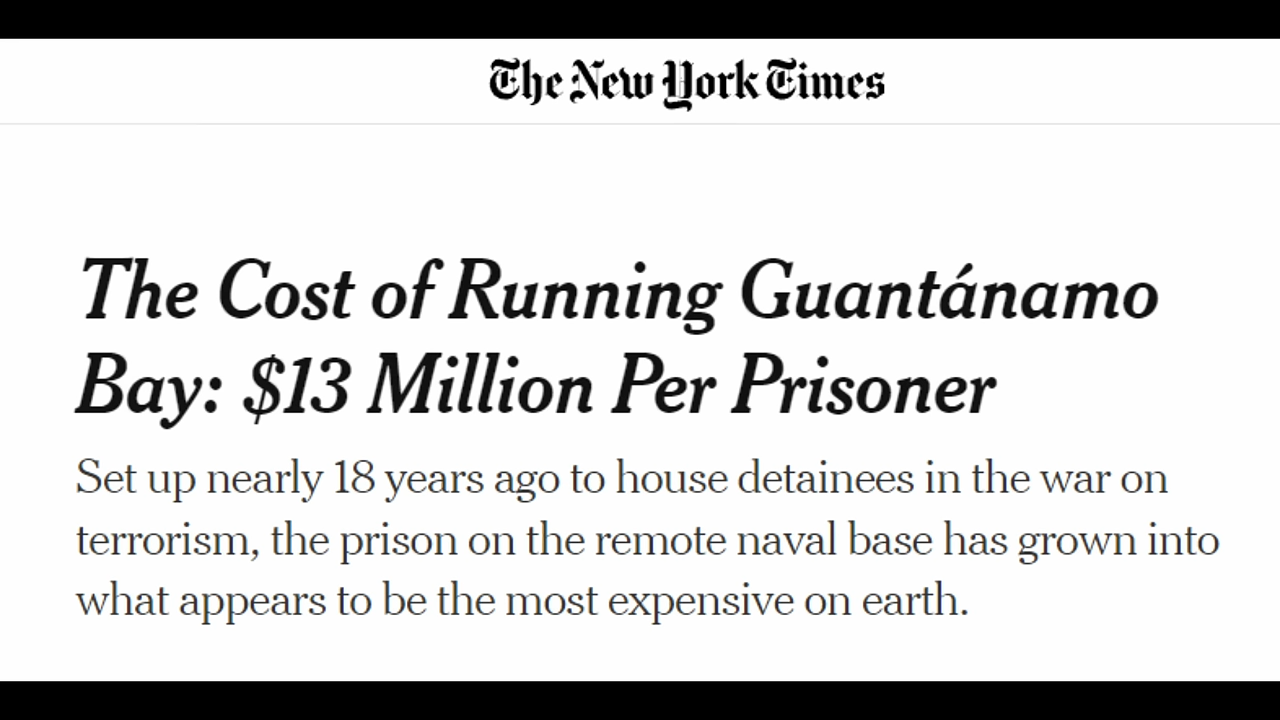 The New York Times
The Cost of Running Guantánamo
Bay: $13 Million Per Prisoner
Set up nearly 18 years ago to house detainees in the war on
terrorism, the prison on the remote naval base has grown into
what appears to be the most expensive on earth.